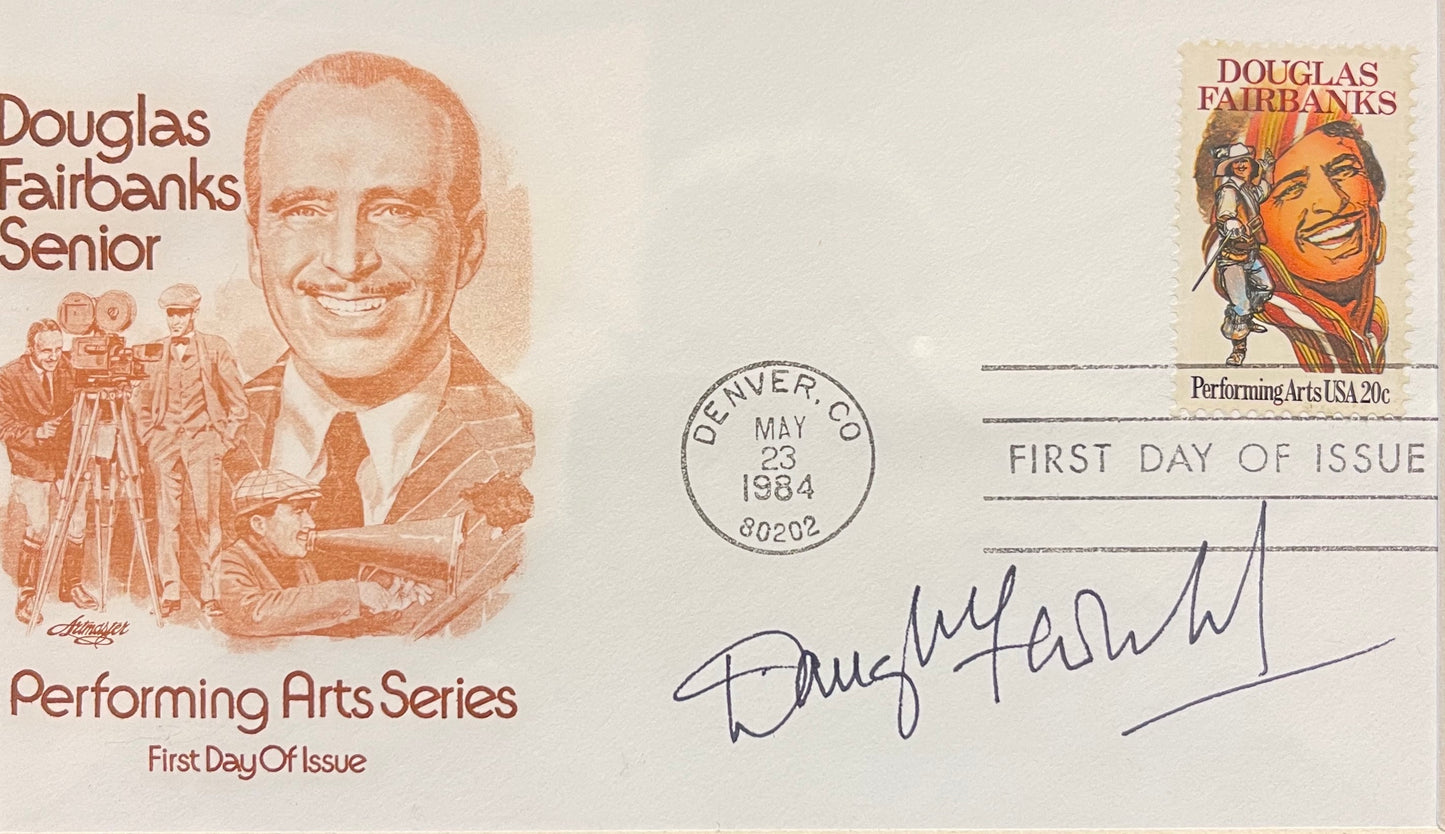 Douglas
Fairbanks
Senior
Artmaster
Performing Arts Series
First Day Of Issue
DOUGLAS
FAIRBANKS
Performing Arts USA 20c
DENVER, CO
MAY
23
1984
80202
FIRST DAY OF ISSUE